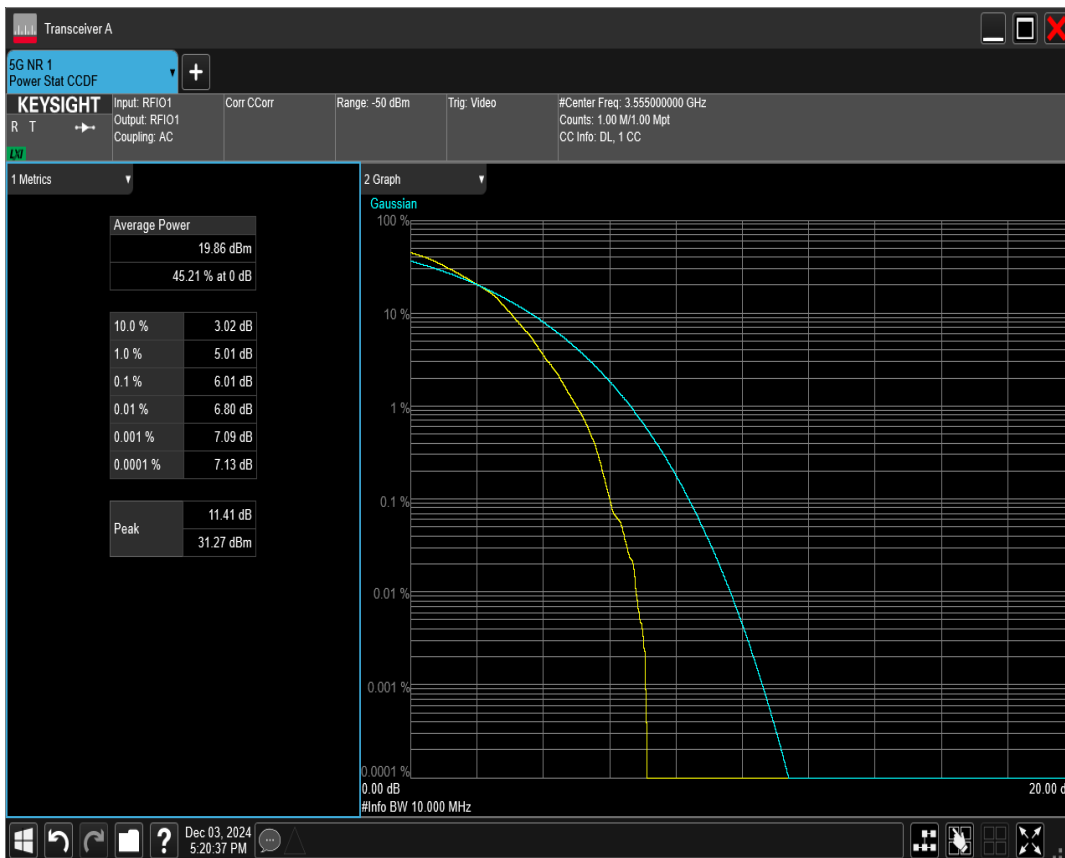 Transceiver A
5G NR 1
Power Stat CCDF
+
KEYSIGHT
R T
LXI
Input: RFIO1
Output: RFIO1
Coupling: AC
Corr CCorr
Range: -50 dBm
Trig: Video
#Center Freq: 3.555000000 GHz
Counts: 1.00 M/1.00 Mpt
CC Info: DL, 1 CC
1 Metrics
Average Power
19.86 dBm
45.21 % at 0 dB
10.0 % 3.02 dB
1.0 % 5.01 dB
0.1 % 6.01 dB
0.01 % 6.80 dB
0.001 % 7.09 dB
0.0001 % 7.13 dB
Peak
11.41 dB
31.27 dBm
2 Graph
Gaussian
100 %
10 %
1 %
0.1 %
0.01 %
0.001 %
0.0001 %
0.00 dB 20.00 d
#Info BW 10.000 MHz
?
Dec 03, 2024
5:20:37 PM